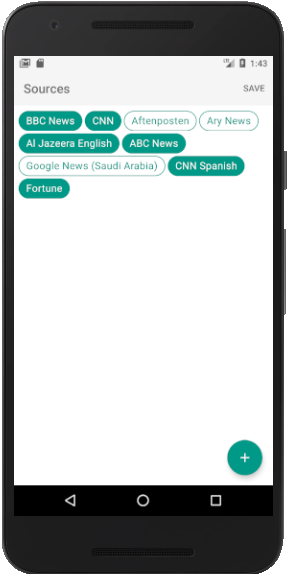 LTE 1:43
Sources SAVE
BBC News CNN Aftenposten Ary News
Al Jazeera English ABC News
Google News (Saudi Arabia) CNN Spanish
Fortune
+